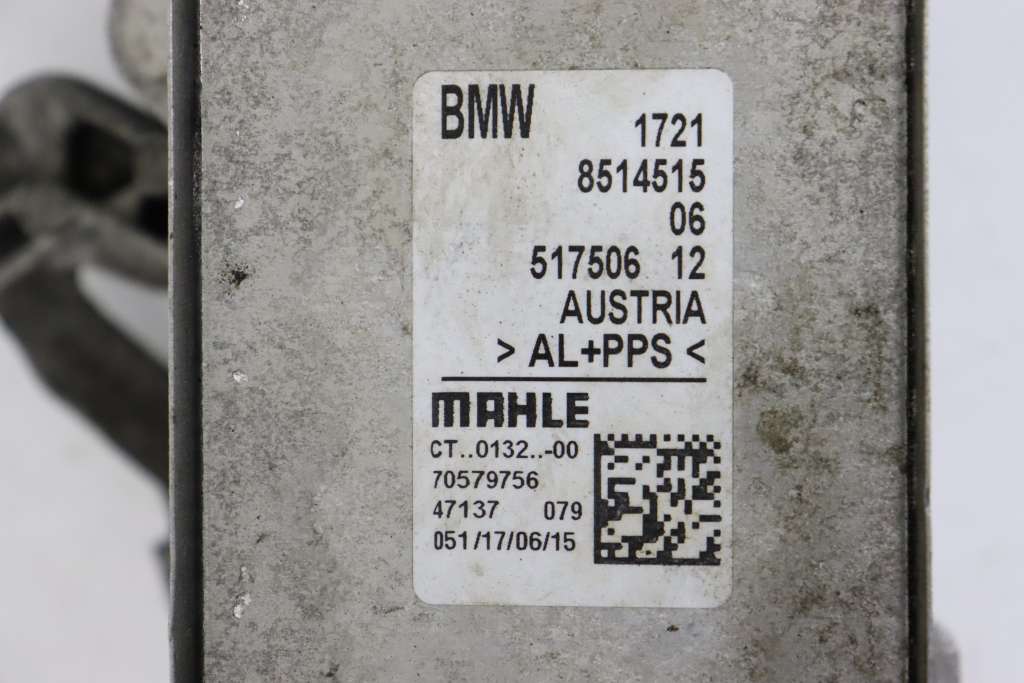 BMW 1721
8514515
06
517506 12
AUSTRIA
> AL+PPS <
MAHLE
CT..0132..-00
70579756
47137 079
051/17/06/15